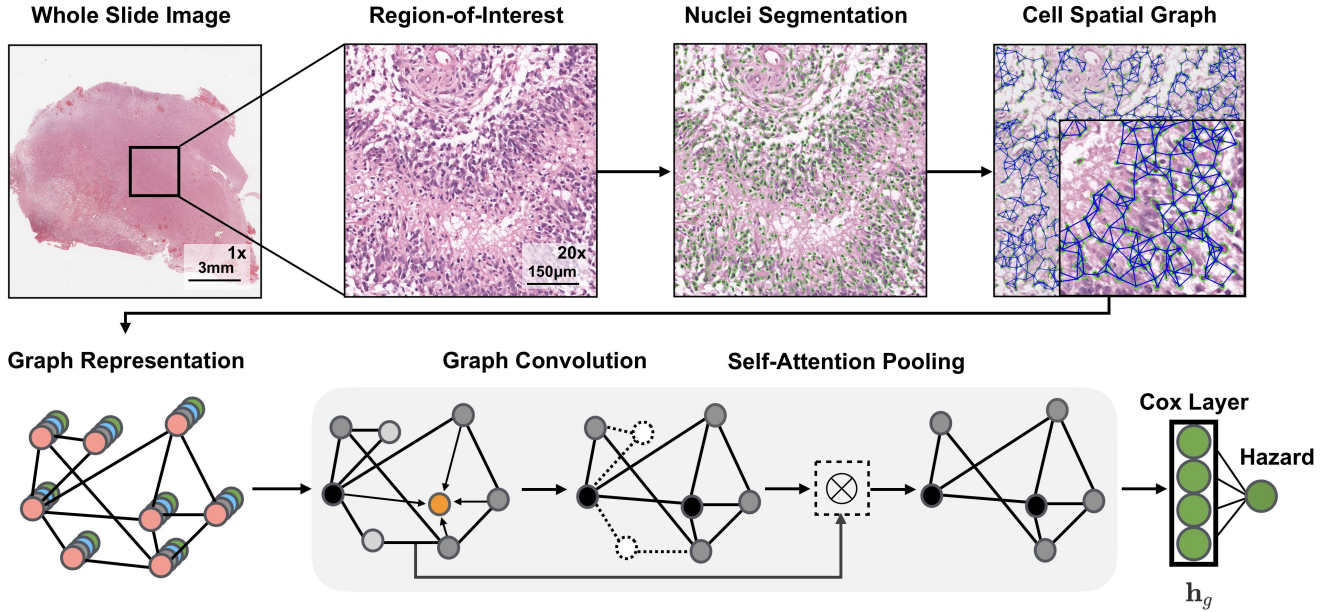 Whole Slide Image
Region-of-Interest
Nuclei Segmentation
Cell Spatial Graph
1x
3mm
20x
150μm
Graph Representation
Graph Convolution
Self-Attention Pooling
Cox Layer
Hazard
h_g